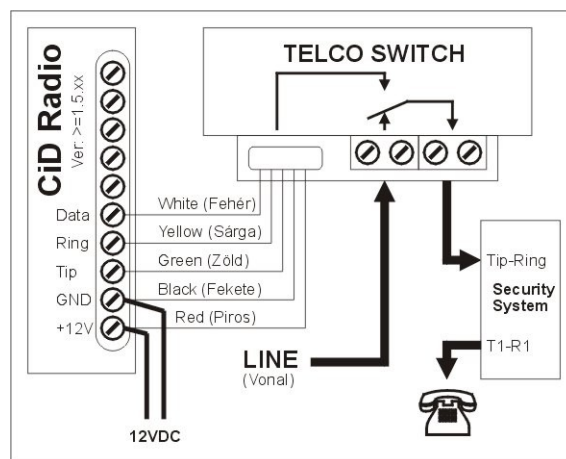 CiD Radio
Ver: >=1.5.xx
TELCO SWITCH
Data
White (Fehér)
Ring
Yellow (Sárga)
Tip
Green (Zöld)
GND
Black (Fekete)
+12V
Red (Piros)
12VDC
LINE
(Vonal)
Tip-Ring
Security
System
T1-R1